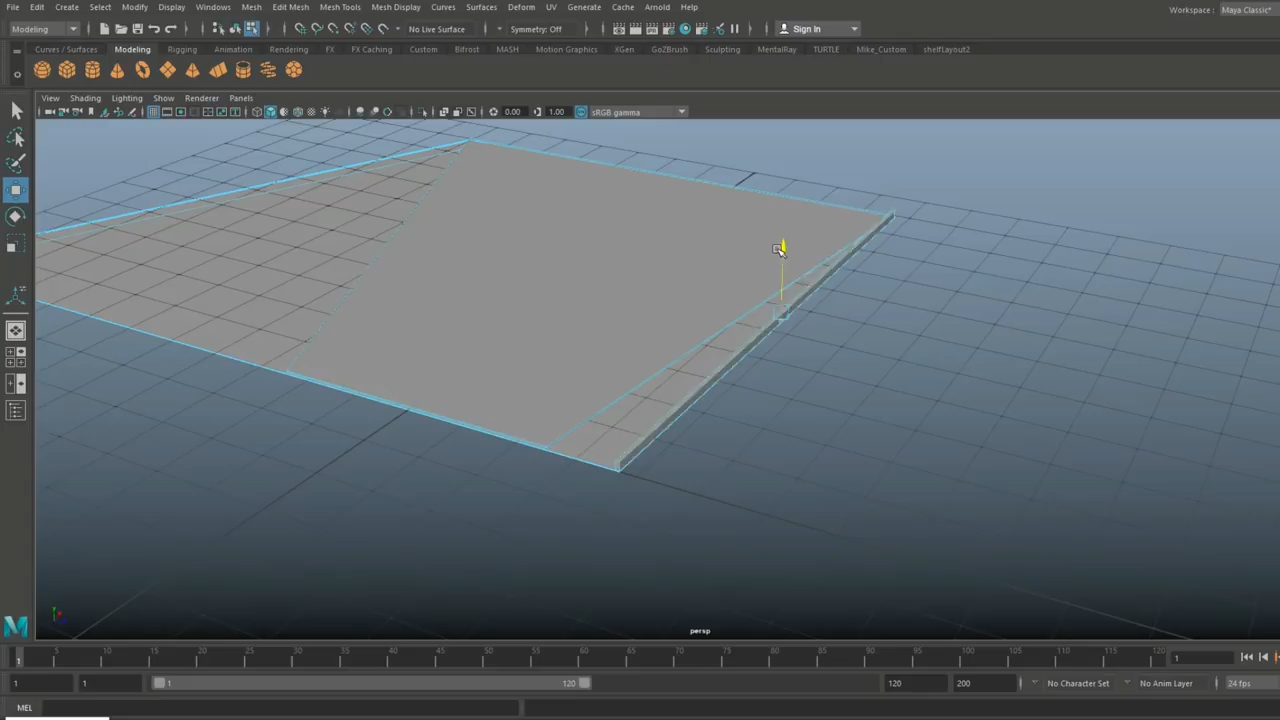 File Edit Create Select Modify Display Windows Mesh Edit Mesh Mesh Tools Mesh Display Curves Surfaces Deform UV Generate Cache Arnold Help Workspace : Maya Classic*
Modeling No Live Surface Symmetry: Off Sign In
Curves / Surfaces Modeling Rigging Animation Rendering FX FX Caching Custom Bifrost MASH Motion Graphics XGen GoZBrush Sculpting MentalRay TURTLE Mike_Custom shelfLayout2
View Shading Lighting Show Renderer Panels
0.00 1.00 sRGB gamma
persp
1 5 10 15 20 25 30 35 40 45 50 55 60 65 70 75 80 85 90 95 100 105 110 115 120 1
1 1 1 120 120 200 No Character Set No Anim Layer 24 fps
MEL